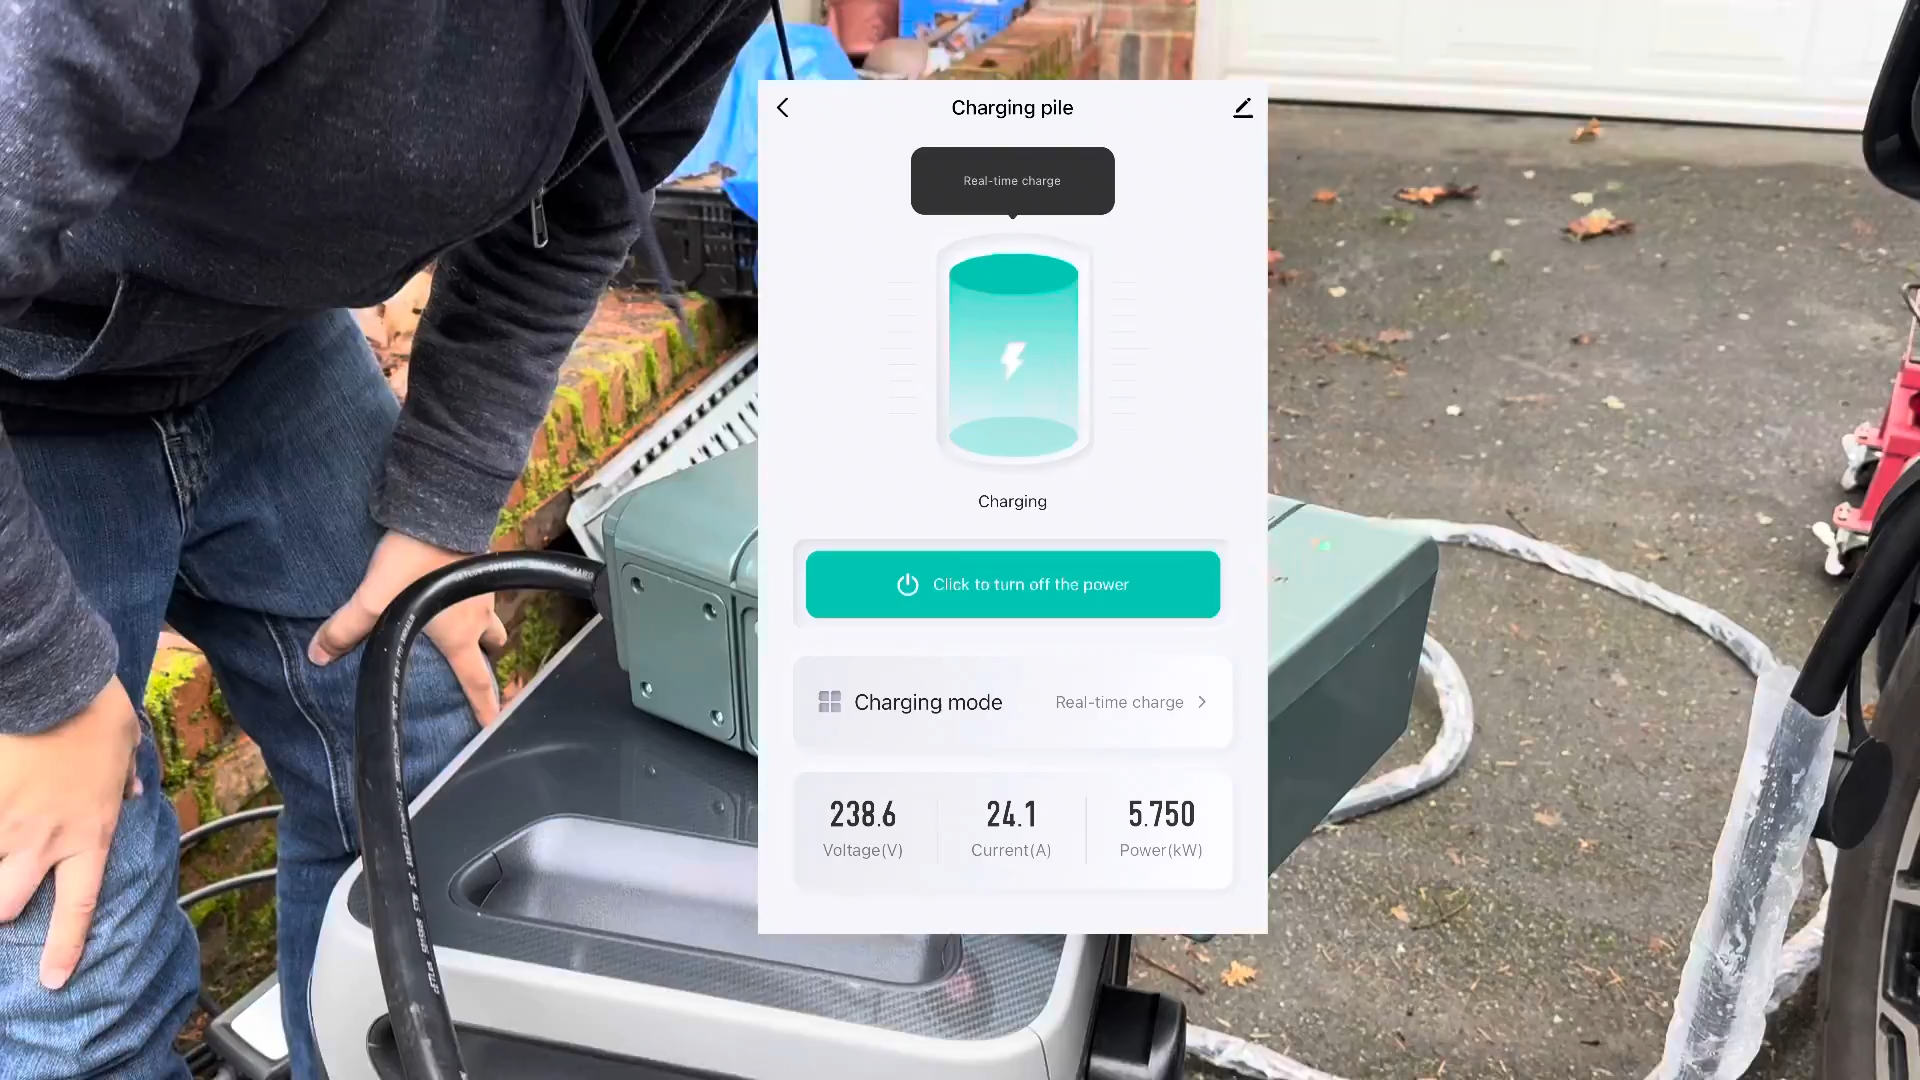 Charging pile
Real-time charge
Charging
Click to turn off the power
Charging mode
Real-time charge
238.6
24.1
5.750
Voltage(V)
Current(A)
Power(kW)